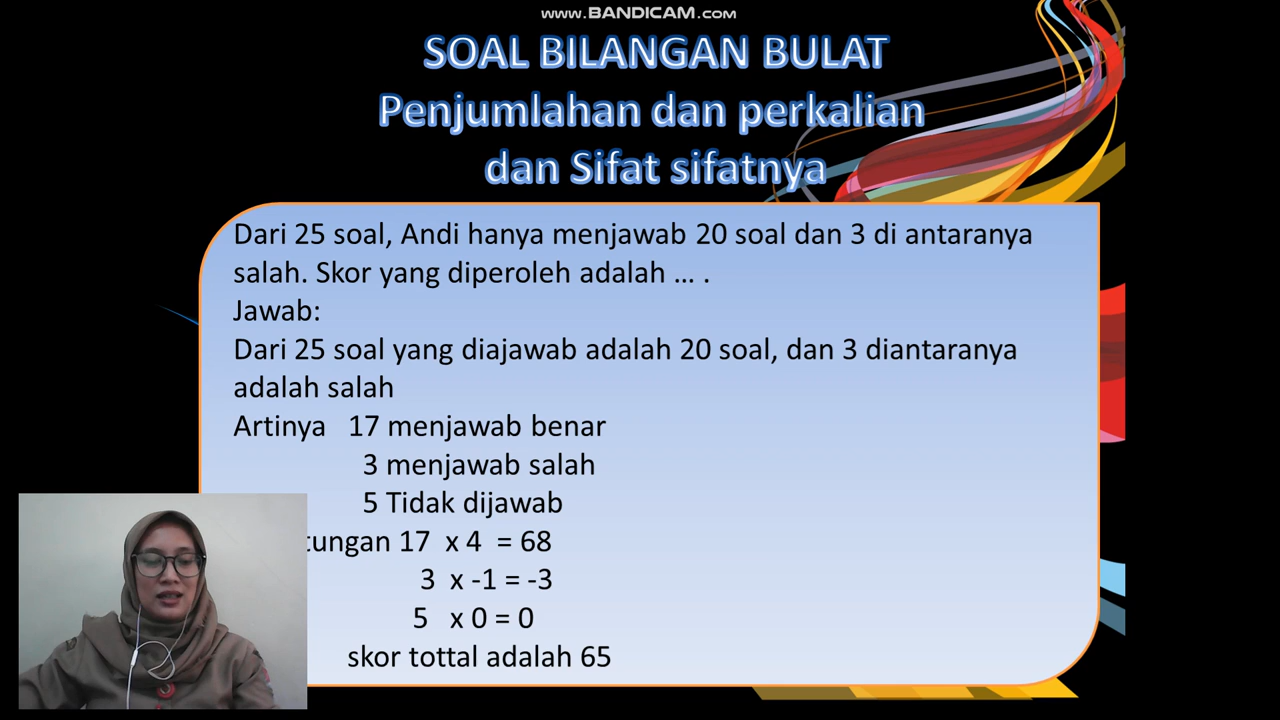 www.BANDICAM.com
SOAL BILANGAN BULAT
Penjumlahan dan perkalian
dan Sifat sifatnya
Dari 25 soal, Andi hanya menjawab 20 soal dan 3 di antaranya
salah. Skor yang diperoleh adalah ... .
Jawab:
Dari 25 soal yang diajawab adalah 20 soal, dan 3 diantaranya
adalah salah
Artinya 17 menjawab benar
3 menjawab salah
5 Tidak dijawab
17 x 4 = 68
3 x -1 = -3
5 x 0 = 0
skor tottal adalah 65